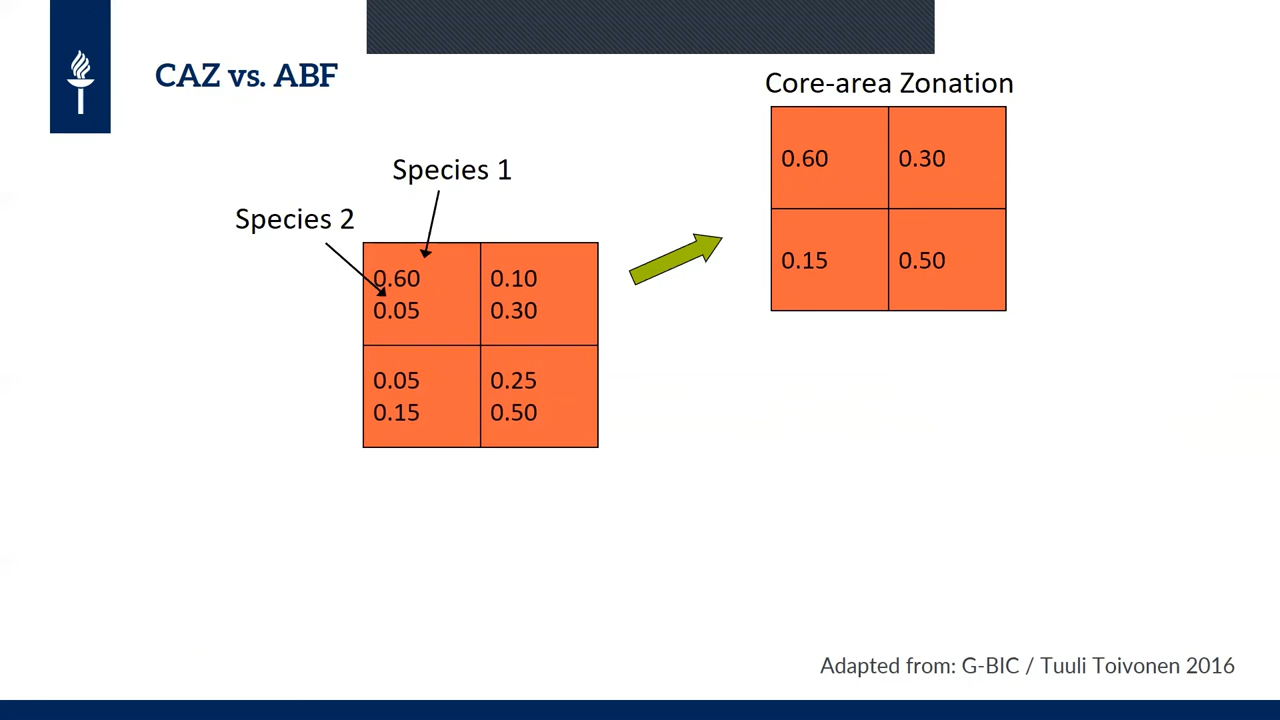 CAZ vs. ABF
Core-area Zonation
0.60 0.30
0.15 0.50
Species 1
Species 2
0.60 0.10
0.05 0.30
0.05 0.25
0.15 0.50
Adapted from: G-BIC / Tuuli Toivonen 2016